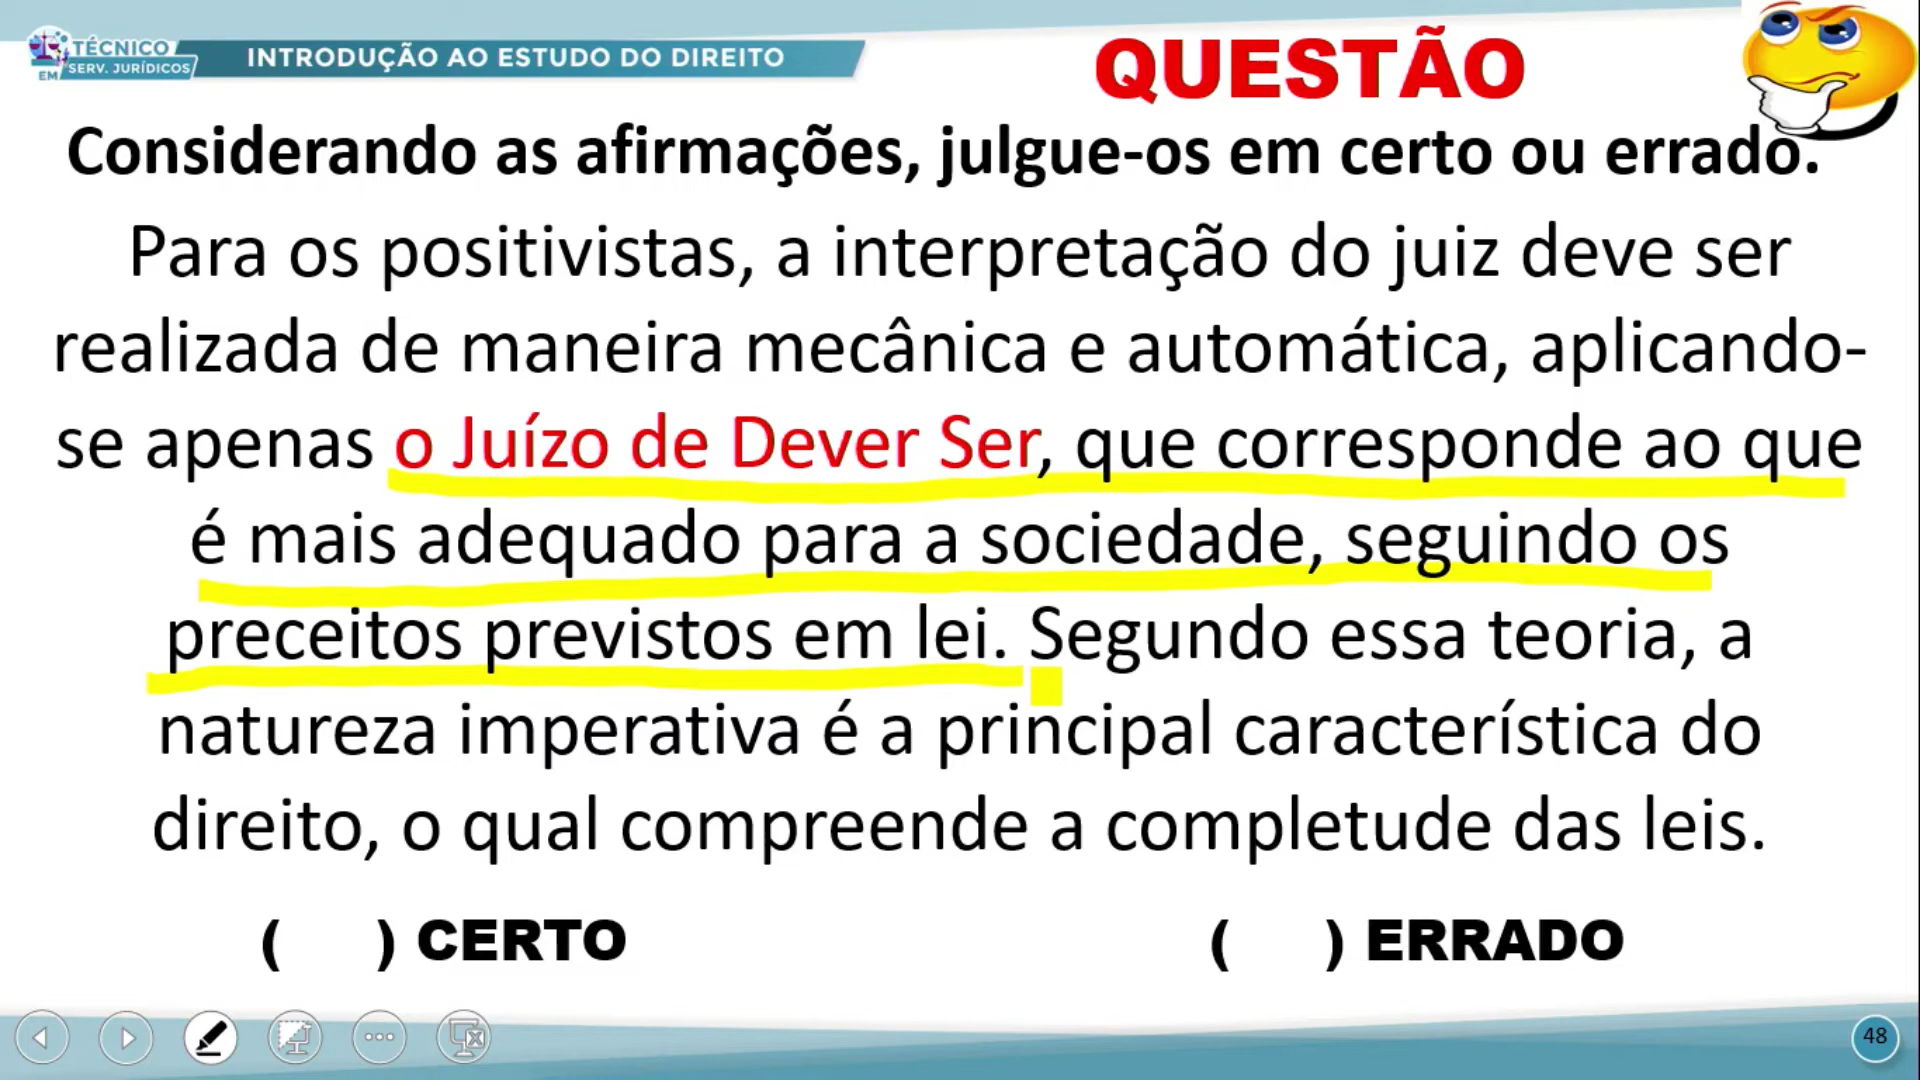 TÉCNICO
EM SERV. JURÍDICOS
INTRODUÇÃO AO ESTUDO DO DIREITO
QUESTÃO
Considerando as afirmações, julgue-os em certo ou errado.
Para os positivistas, a interpretação do juiz deve ser
realizada de maneira mecânica e automática, aplicando-
se apenas o Juízo de Dever Ser, que corresponde ao que
é mais adequado para a sociedade, seguindo os
preceitos previstos em lei. Segundo essa teoria, a
natureza imperativa é a principal característica do
direito, o qual compreende a completude das leis.
( ) CERTO
( ) ERRADO
48